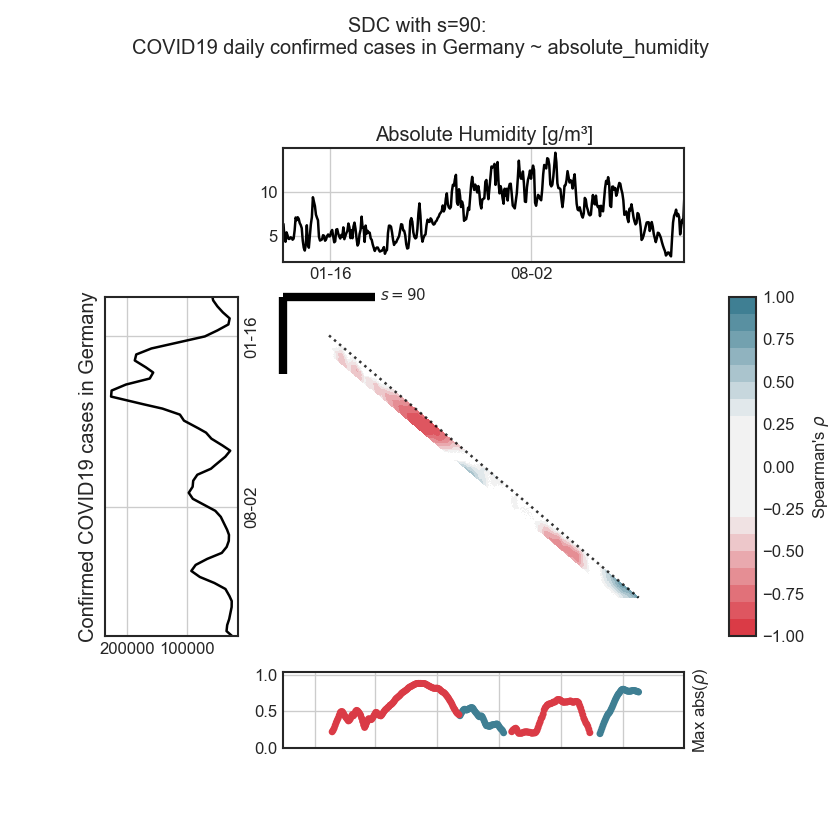 SDC with s=90:
COVID19 daily confirmed cases in Germany ~ absolute_humidity
Absolute Humidity [g/m³]
10
5
01-16
08-02
s = 90
Confirmed COVID19 cases in Germany
01-16
08-02
200000
100000
1.00
0.75
0.50
0.25
0.00
−0.25
−0.50
−0.75
−1.00
Spearman's ρ
1.0
0.5
0.0
Max abs(ρ)